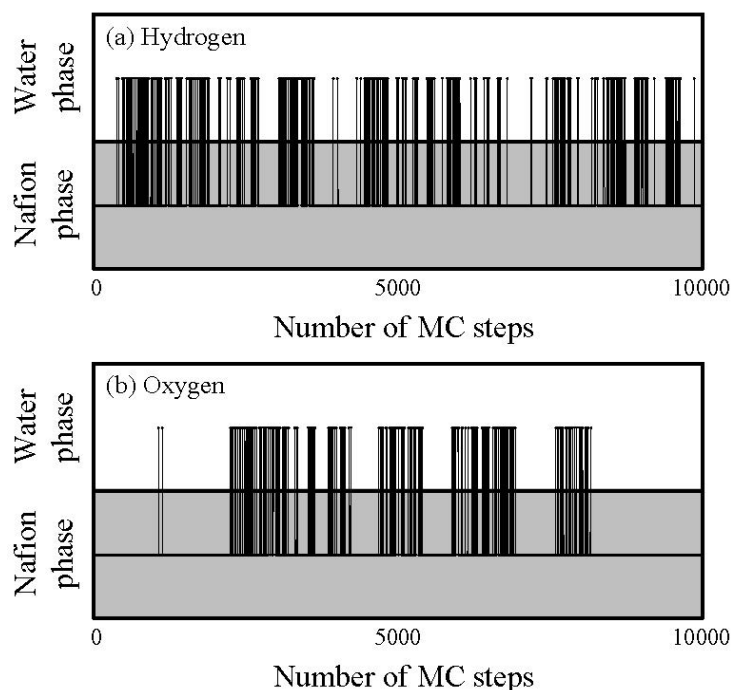 (a) Hydrogen
Water
phase
Nafion
phase
0 5000 10000
Number of MC steps
(b) Oxygen
Water
phase
Nafion
phase
0 5000 10000
Number of MC steps